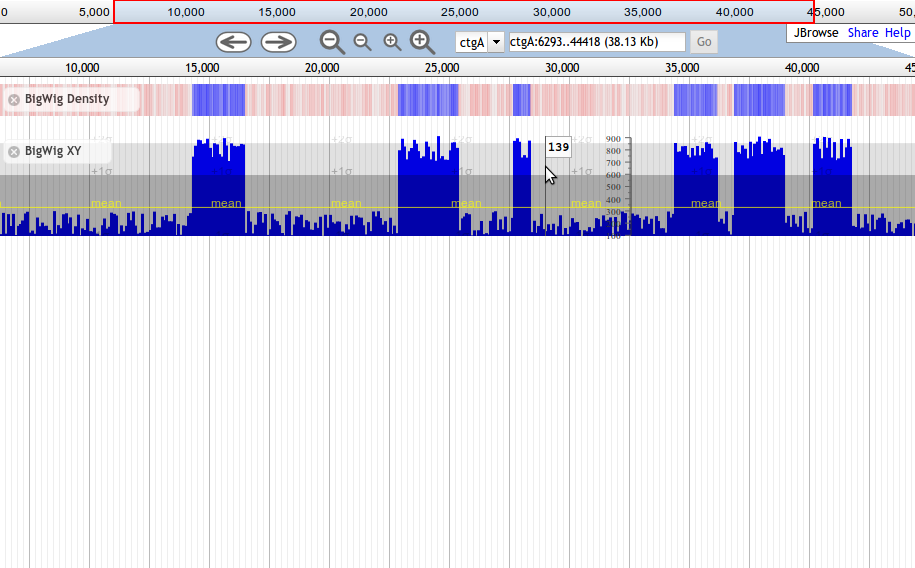 0 5,000 10,000 15,000 20,000 25,000 30,000 35,000 40,000 45,000 50,
ctgA ctgA:6293..44418 (38.13 Kb) Go JBrowse Share Help
10,000 15,000 20,000 25,000 30,000 35,000 40,000 45
BigWig Density
+2σ +2σ +2σ +2σ 900
BigWig XY 139 800
700
+1σ +1σ +1σ +1σ +1σ +1σ 600
500
400
mean mean mean mean mean mean mean
300
200
100